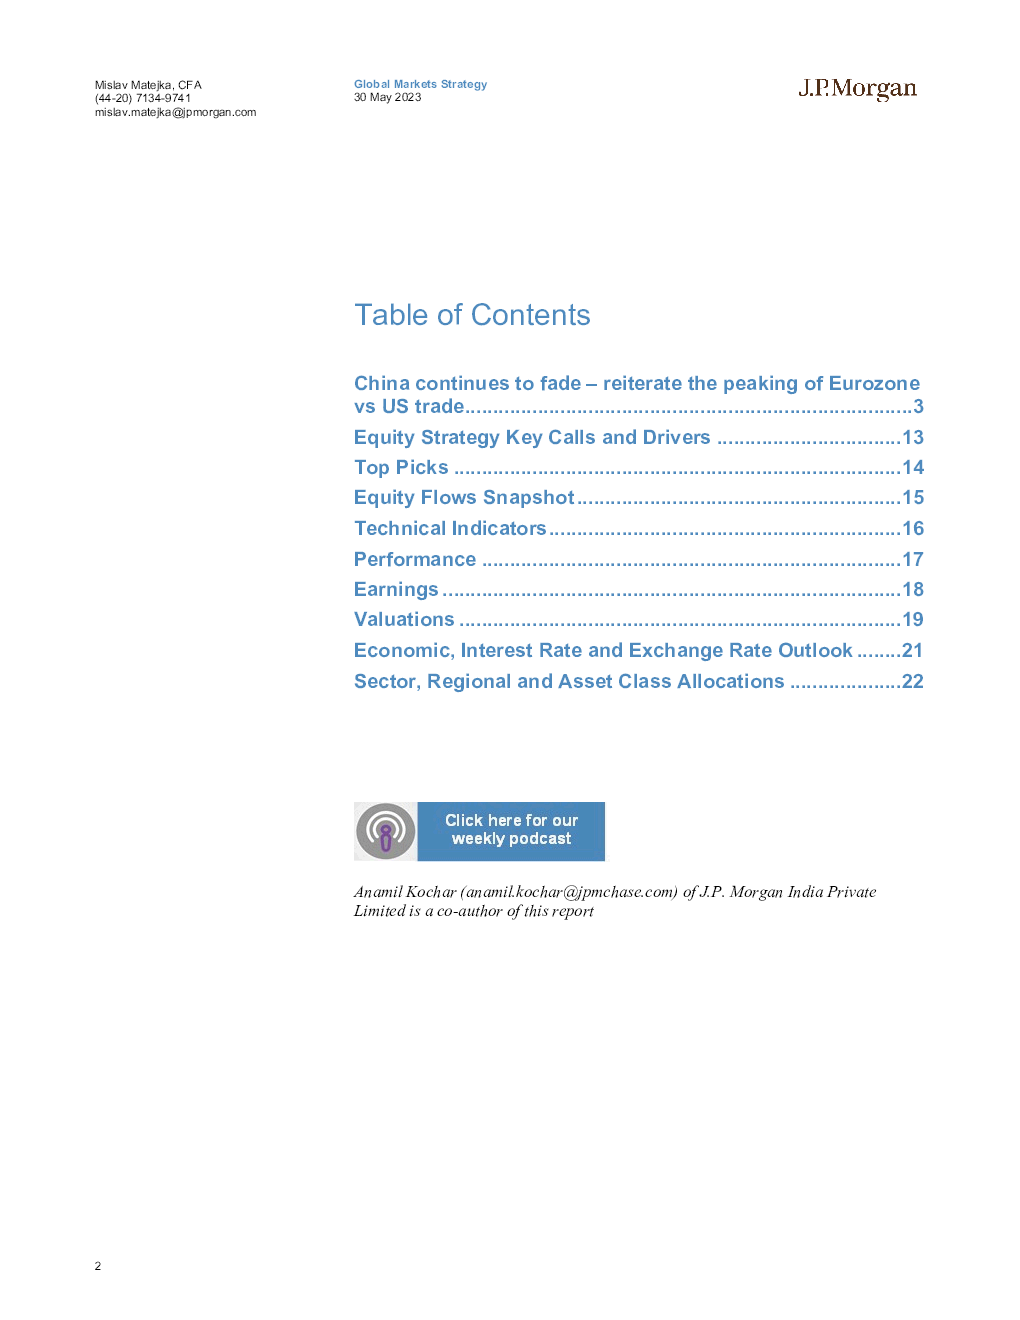 Mislav Matejka, CFA
(44-20) 7134-9741
mislav.matejka@jpmorgan.com
Global Markets Strategy
30 May 2023
J.P.Morgan
Table of Contents
China continues to fade – reiterate the peaking of Eurozone
vs US trade.................................................................................3
Equity Strategy Key Calls and Drivers .................................13
Top Picks .................................................................................14
Equity Flows Snapshot..........................................................15
Technical Indicators...............................................................16
Performance ...........................................................................17
Earnings ..................................................................................18
Valuations ...............................................................................19
Economic, Interest Rate and Exchange Rate Outlook ........21
Sector, Regional and Asset Class Allocations ....................22
Click here for our
weekly podcast
Anamil Kochar (anamil.kochar@jpmchase.com) of J.P. Morgan India Private
Limited is a co-author of this report
2